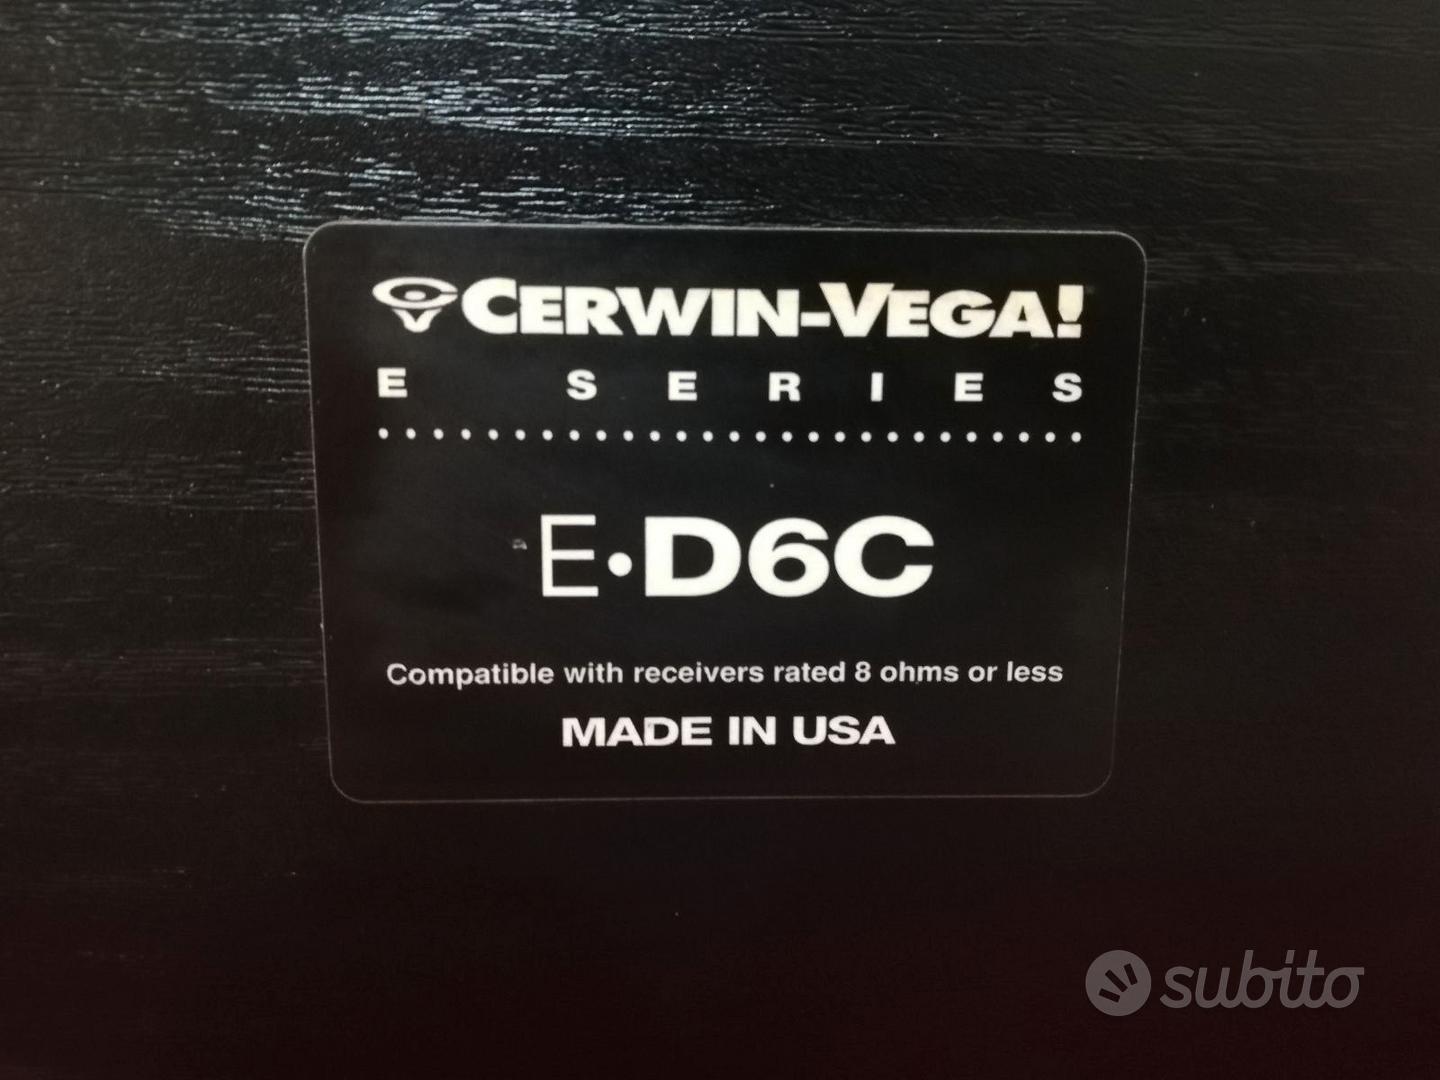 CERWIN-VEGA!
E SERIES
E•D6C
Compatible with receivers rated 8 ohms or less
MADE IN USA
subito